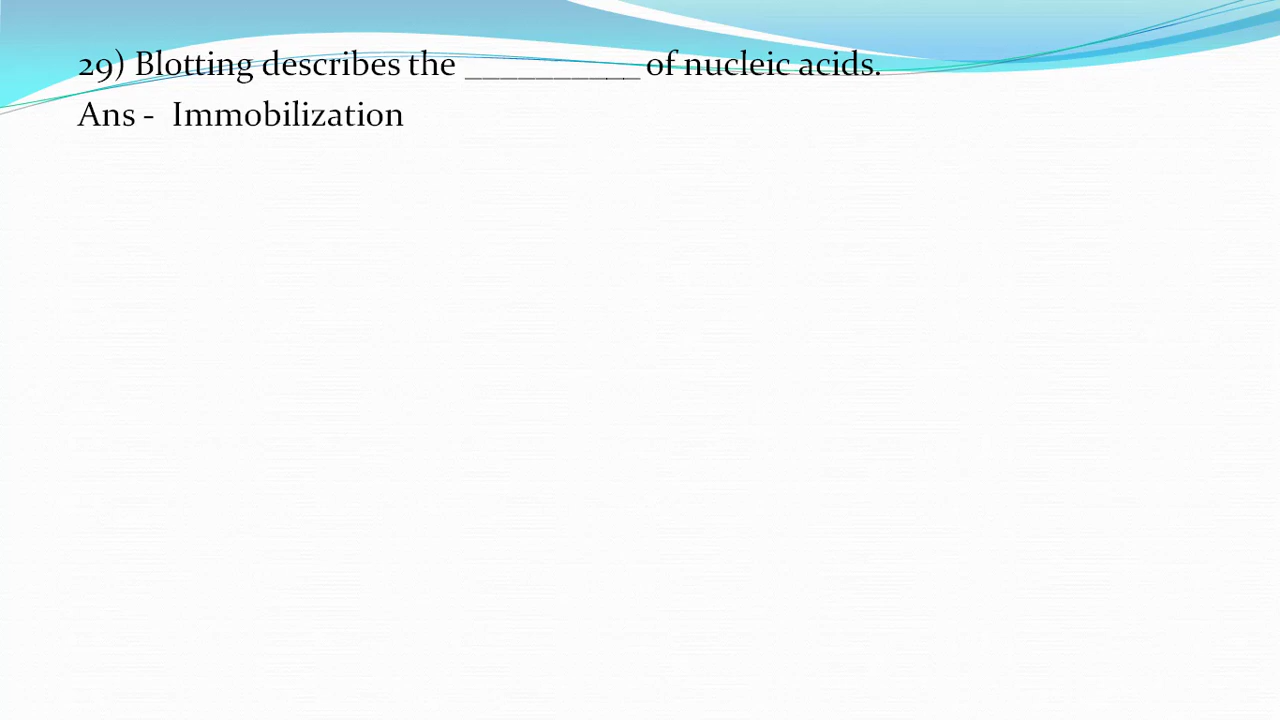 29) Blotting describes the __________ of nucleic acids.
Ans -  Immobilization